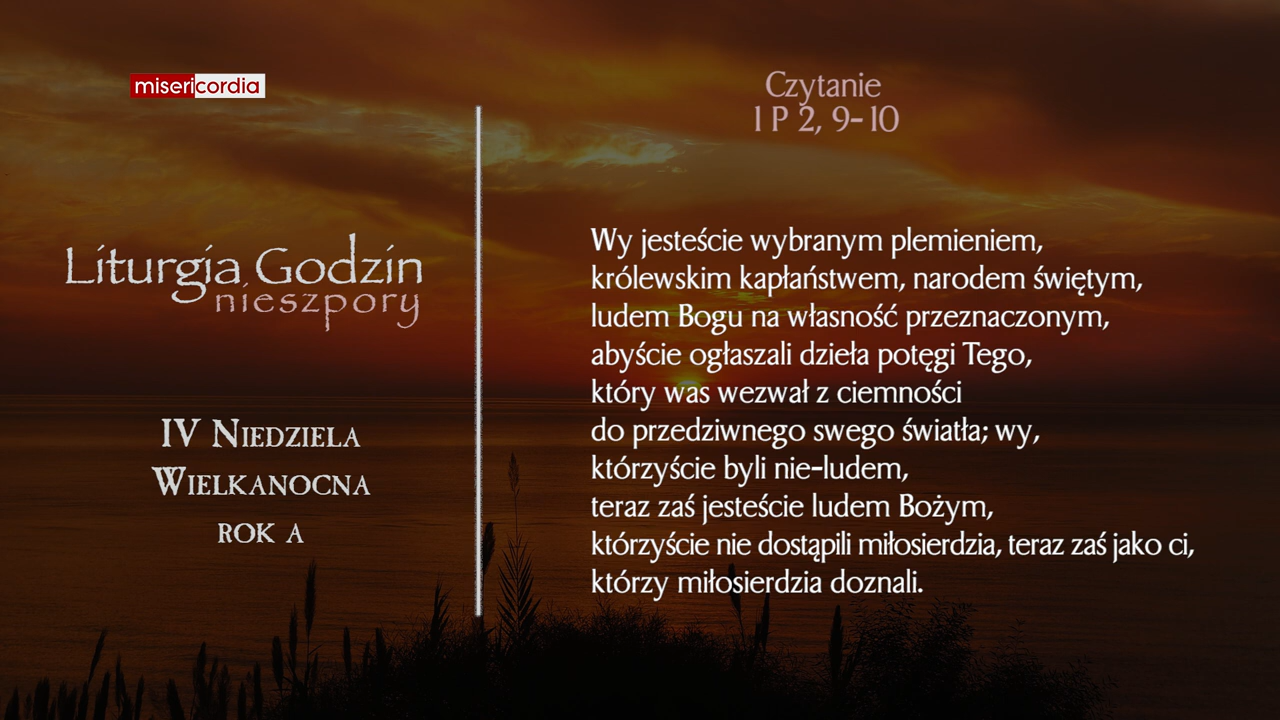 misericordia
Liturgia Godzin
nieszpory
IV Niedziela
Wielkanocna
rok A
Czytanie
1 P 2, 9-10
Wy jesteście wybranym plemieniem,
królewskim kapłaństwem, narodem świętym,
ludem Bogu na własność przeznaczonym,
abyście ogłaszali dzieła potęgi Tego,
który was wezwał z ciemności
do przedziwnego swego światła; wy,
którzyście byli nie-ludem,
teraz zaś jesteście ludem Bożym,
którzyście nie dostąpili miłosierdzia, teraz zaś jako ci,
którzy miłosierdzia doznali.